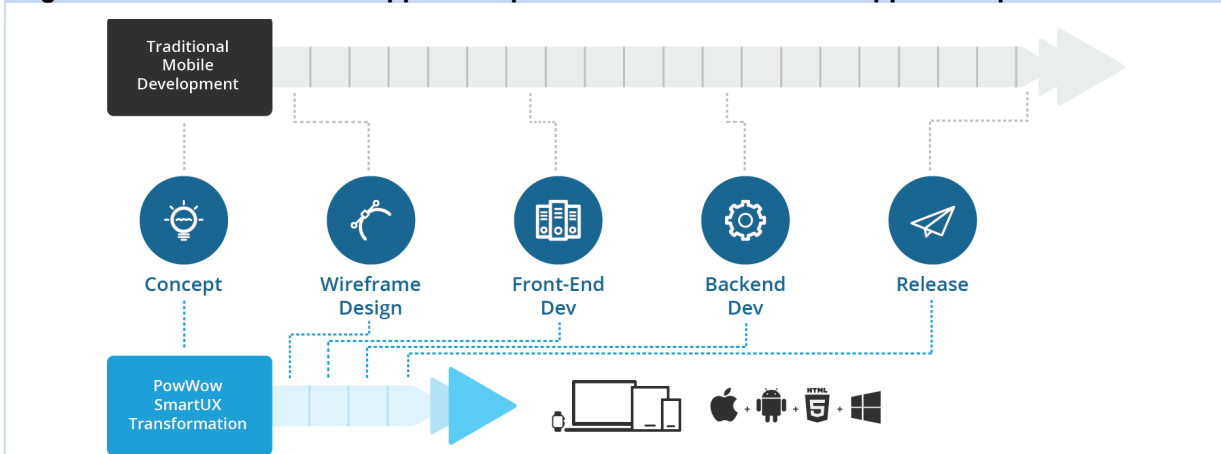 Traditional
Mobile
Development
Concept
Wireframe
Design
Front-End
Dev
Backend
Dev
Release
PowWow
SmartUX
Transformation
+ + HTML 5 +